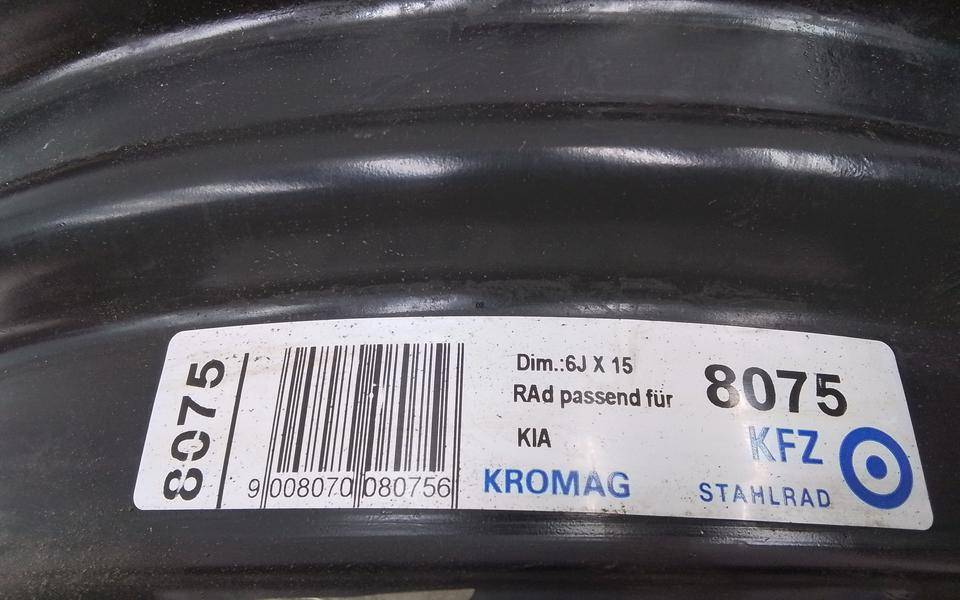 8075
9 008070 080756
Dim.:6J X 15
RAd passend für
KIA
KROMAG
8075
KFZ
STAHLRAD